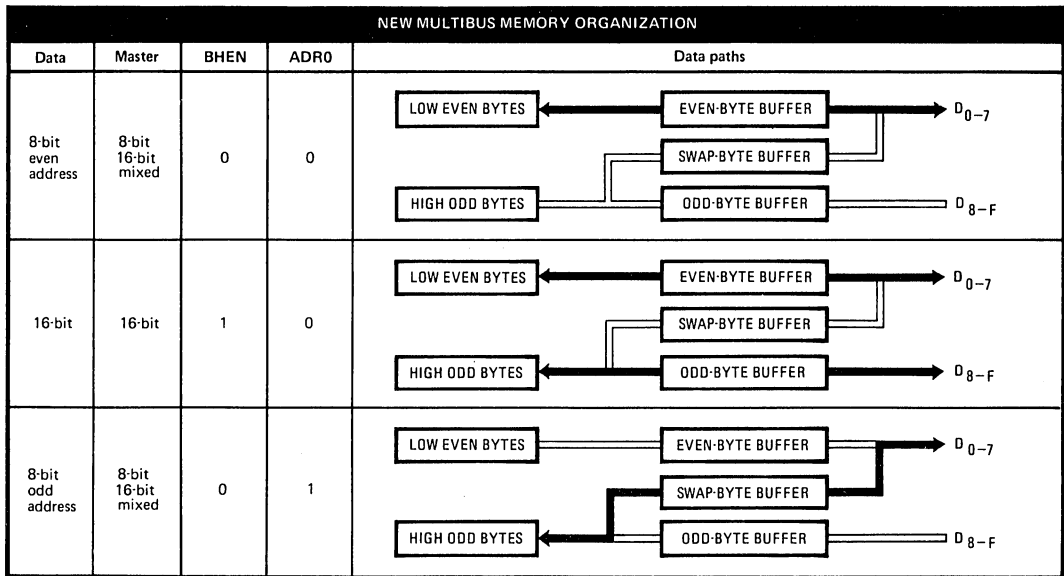 NEW MULTIBUS MEMORY ORGANIZATION
Data Master BHEN ADR0 Data paths
8-bit even address 8-bit 16-bit mixed 0 0
LOW EVEN BYTES EVEN-BYTE BUFFER D0–7
SWAP-BYTE BUFFER
HIGH ODD BYTES ODD-BYTE BUFFER D8–F
16-bit 16-bit 1 0
LOW EVEN BYTES EVEN-BYTE BUFFER D0–7
SWAP-BYTE BUFFER
HIGH ODD BYTES ODD-BYTE BUFFER D8–F
8-bit odd address 8-bit 16-bit mixed 0 1
LOW EVEN BYTES EVEN-BYTE BUFFER D0–7
SWAP-BYTE BUFFER
HIGH ODD BYTES ODD-BYTE BUFFER D8–F